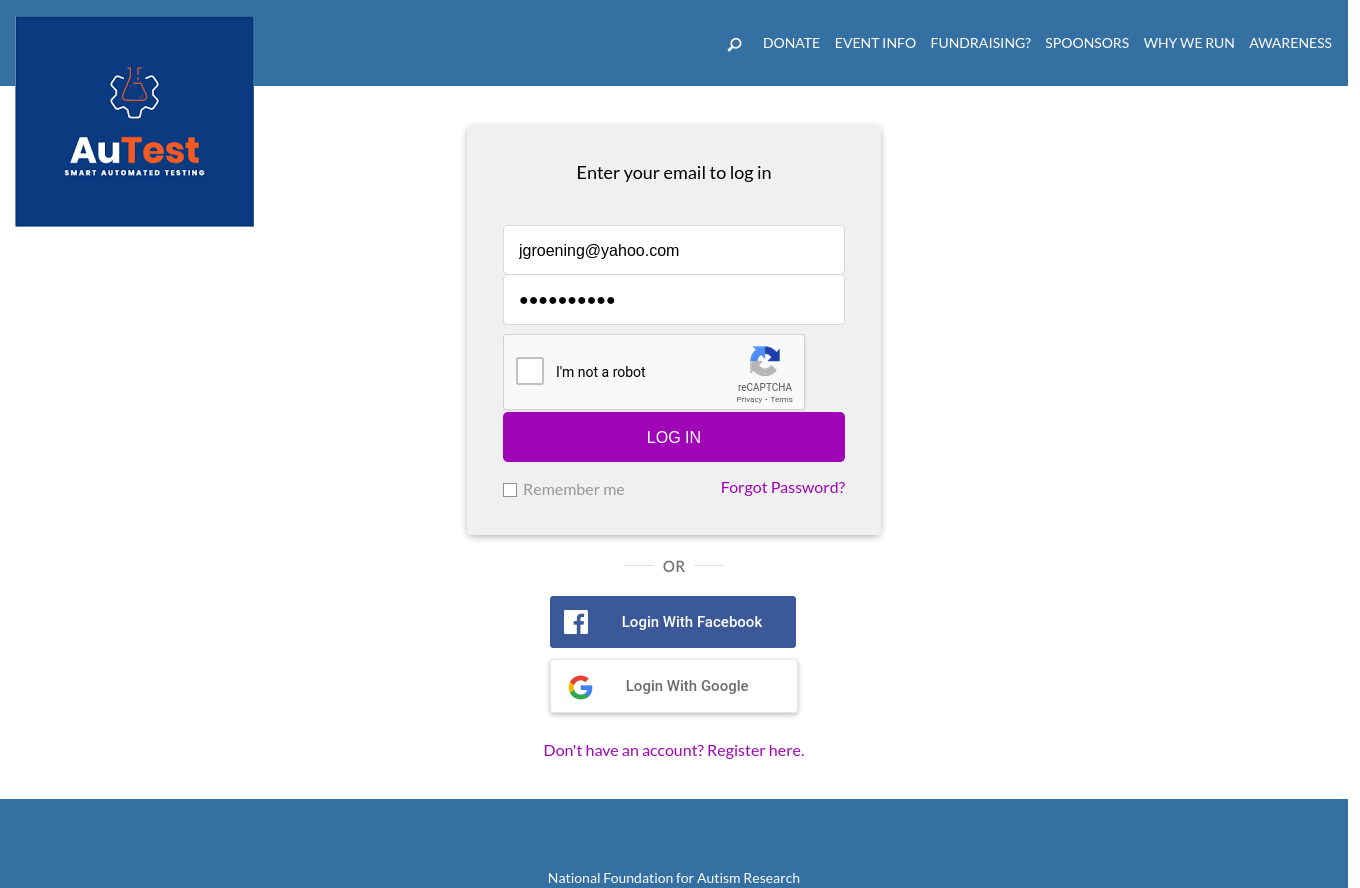 DONATE EVENT INFO FUNDRAISING? SPOONSORS WHY WE RUN AWARENESS
AuTest
SMART AUTOMATED TESTING
Enter your email to log in
jgroening@yahoo.com
I'm not a robot
reCAPTCHA
Privacy - Terms
LOG IN
Remember me
Forgot Password?
OR
Login With Facebook
Login With Google
Don't have an account? Register here.
National Foundation for Autism Research